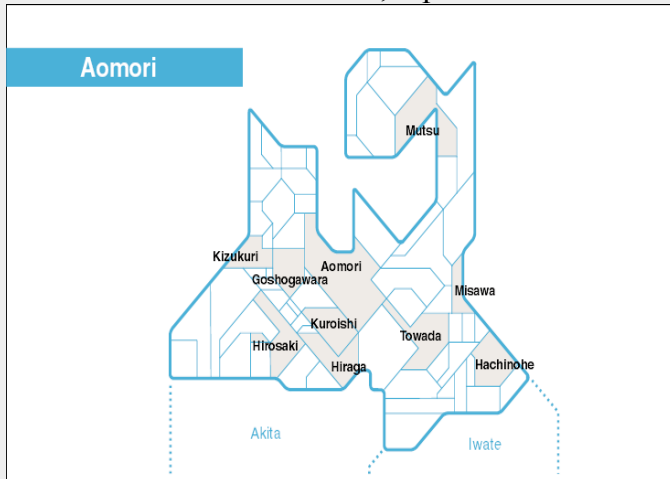 Aomori
Mutsu
Kizukuri
Aomori
Goshogawara
Misawa
Kuroishi
Towada
Hirosaki
Hiraga
Hachinohe
Akita
Iwate